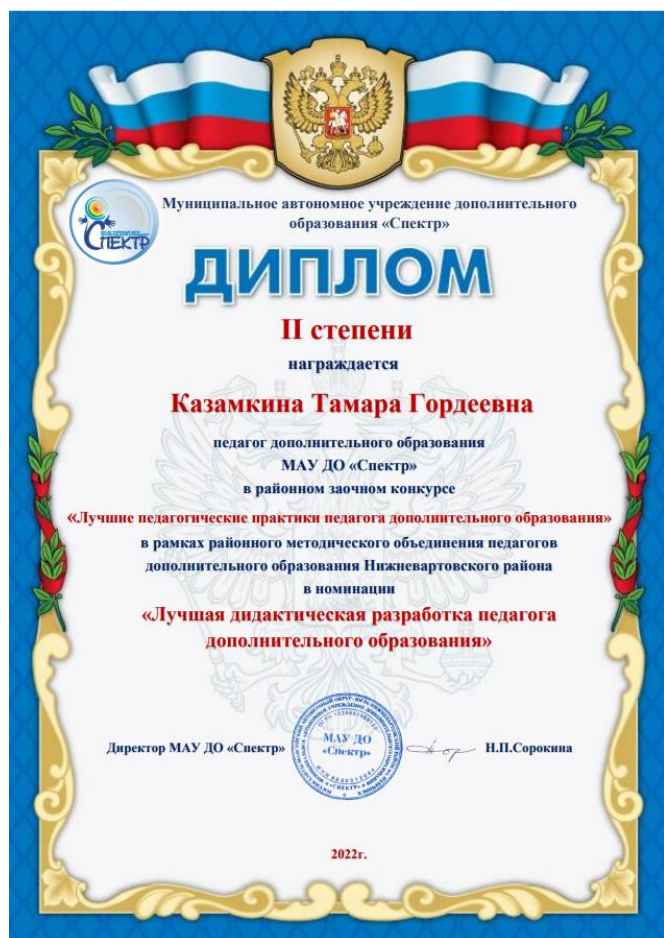 СПЕКТР
Муниципальное автономное учреждение дополнительного
образования «Спектр»
ДИПЛОМ
II степени
награждается
Казамкина Тамара Гордеевна
педагог дополнительного образования
МАУ ДО «Спектр»
в районном заочном конкурсе
«Лучшие педагогические практики педагога дополнительного образования»
в рамках районного методического объединения педагогов
дополнительного образования Нижневартовского района
в номинации
«Лучшая дидактическая разработка педагога
дополнительного образования»
Директор МАУ ДО «Спектр»
МАУ ДО
«Спектр»
Н.П.Сорокина
2022г.